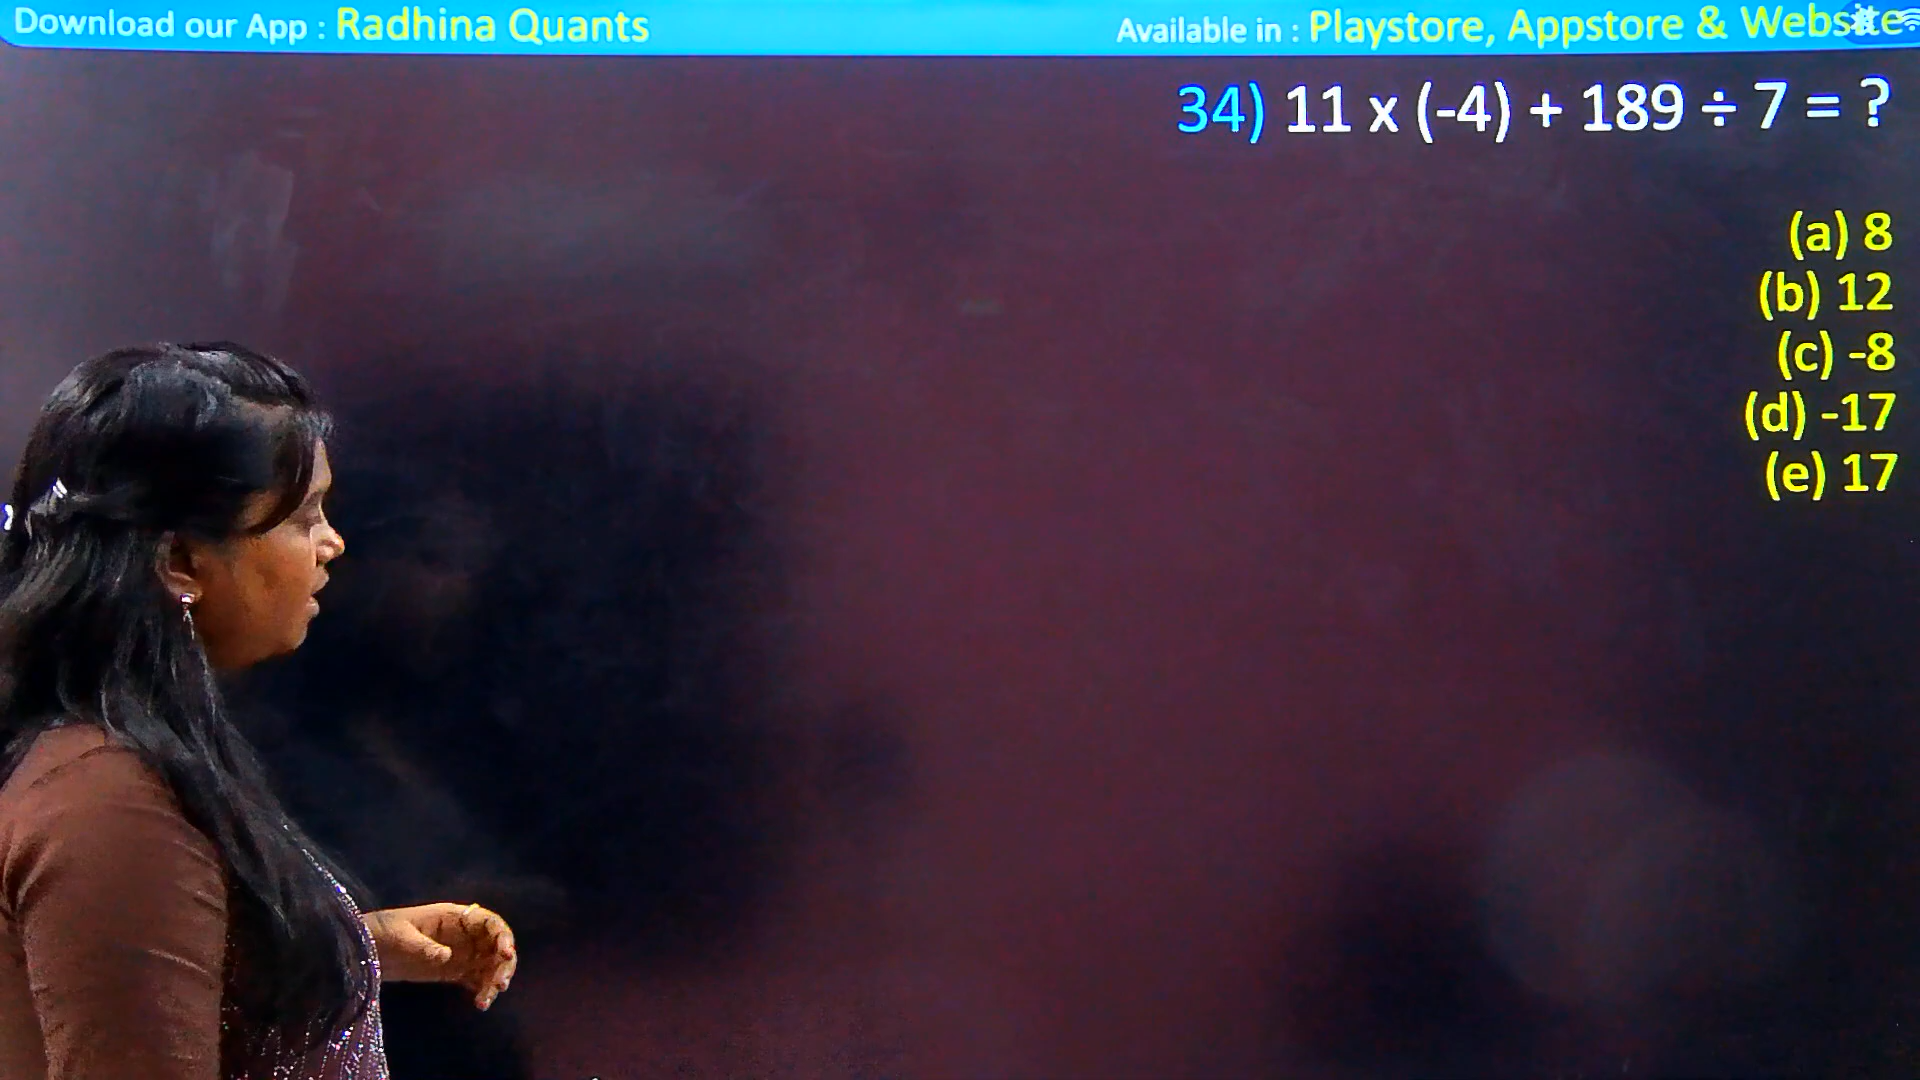 Download our App : Radhina Quants
Available in : Playstore, Appstore & Website
34) 11 x (-4) + 189 ÷ 7 = ?
(a) 8
(b) 12
(c) -8
(d) -17
(e) 17